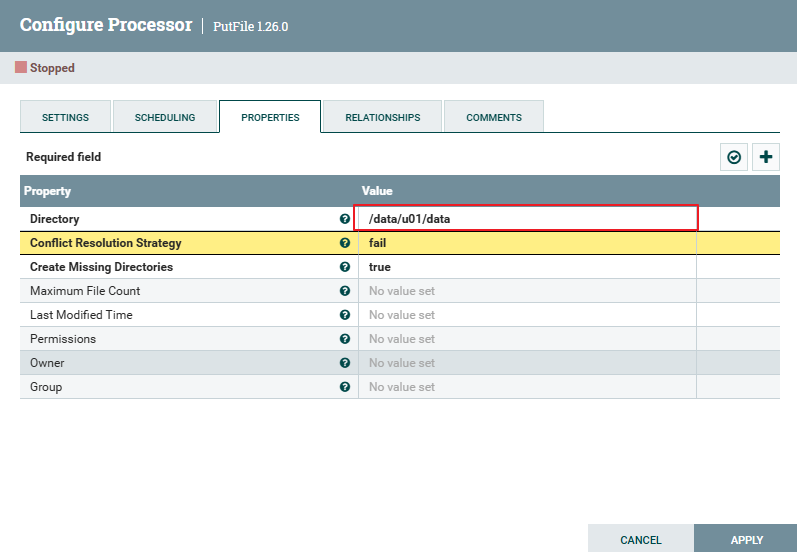 Configure Processor | PutFile 1.26.0
Stopped
SETTINGS SCHEDULING PROPERTIES RELATIONSHIPS COMMENTS
Required field
Property Value
Directory /data/u01/data
Conflict Resolution Strategy fail
Create Missing Directories true
Maximum File Count No value set
Last Modified Time No value set
Permissions No value set
Owner No value set
Group No value set
CANCEL APPLY